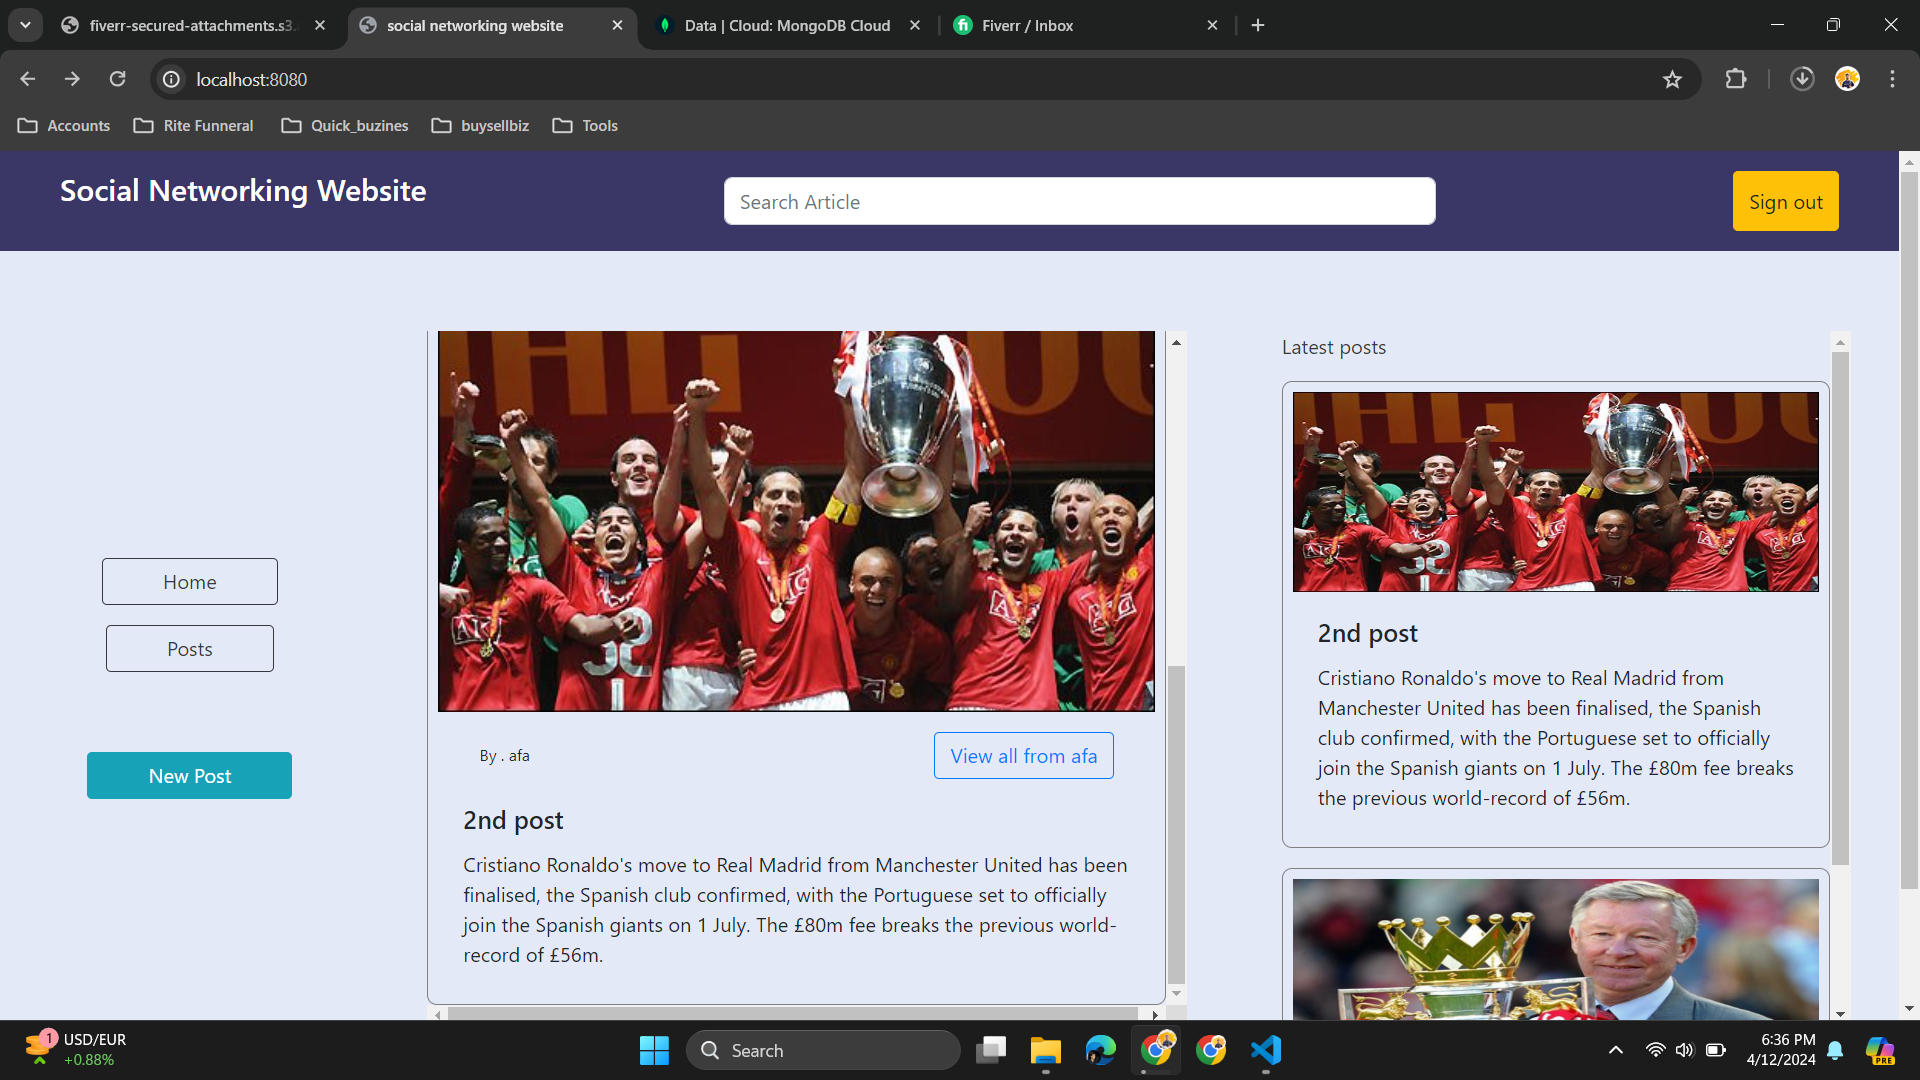 fiverr-secured-attachments.s3.
social networking website
Data | Cloud: MongoDB Cloud
Fiverr / Inbox
localhost:8080
Accounts
Rite Funneral
Quick_buzines
buysellbiz
Tools
Social Networking Website
Search Article
Sign out
Home
Posts
New Post
AIG
32
AIG
AIG
By . afa
View all from afa
2nd post
Cristiano Ronaldo's move to Real Madrid from Manchester United has been
finalised, the Spanish club confirmed, with the Portuguese set to officially
join the Spanish giants on 1 July. The £80m fee breaks the previous world-
record of £56m.
Latest posts
2nd post
Cristiano Ronaldo's move to Real Madrid from
Manchester United has been finalised, the Spanish
club confirmed, with the Portuguese set to officially
join the Spanish giants on 1 July. The £80m fee breaks
the previous world-record of £56m.
1
USD/EUR
+0.88%
Search
6:36 PM
4/12/2024
PRE